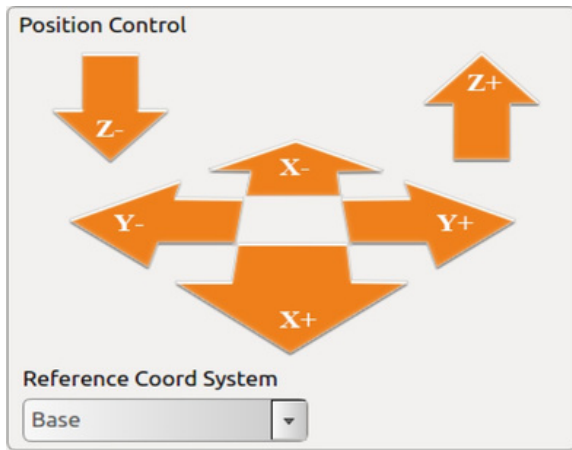 Position Control
Z-
Z+
X-
Y-
Y+
X+
Reference Coord System
Base